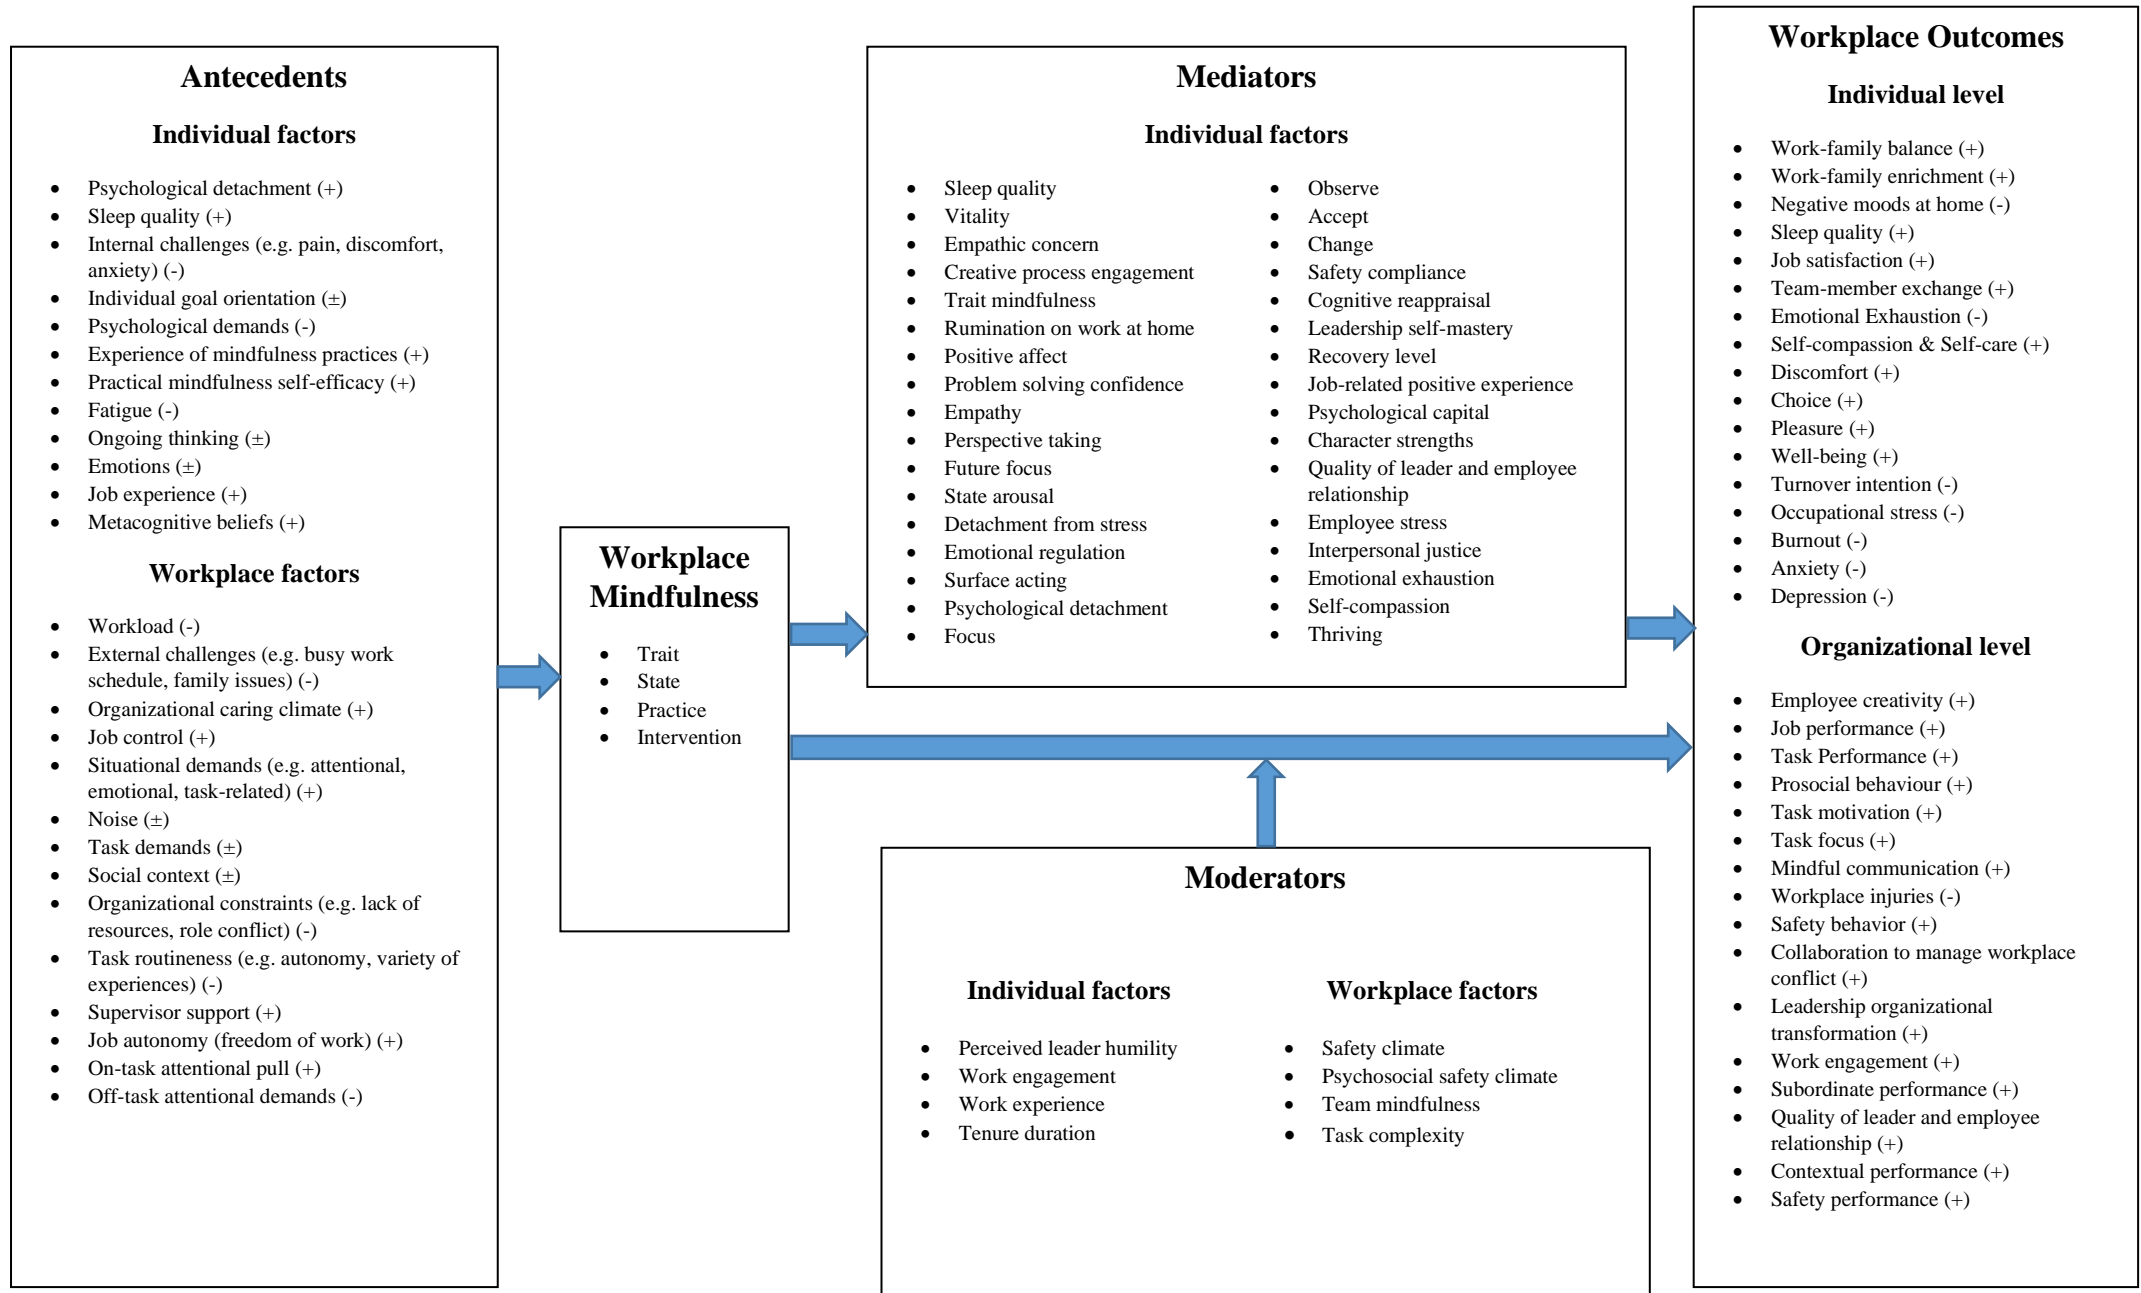 Antecedents
Individual factors
• Psychological detachment (+)
• Sleep quality (+)
• Internal challenges (e.g. pain, discomfort,
anxiety) (-)
• Individual goal orientation (±)
• Psychological demands (-)
• Experience of mindfulness practices (+)
• Practical mindfulness self-efficacy (+)
• Fatigue (-)
• Ongoing thinking (±)
• Emotions (±)
• Job experience (+)
• Metacognitive beliefs (+)
Workplace factors
• Workload (-)
• External challenges (e.g. busy work
schedule, family issues) (-)
• Organizational caring climate (+)
• Job control (+)
• Situational demands (e.g. attentional,
emotional, task-related) (+)
• Noise (±)
• Task demands (±)
• Social context (±)
• Organizational constraints (e.g. lack of
resources, role conflict) (-)
• Task routineness (e.g. autonomy, variety of
experiences) (-)
• Supervisor support (+)
• Job autonomy (freedom of work) (+)
• On-task attentional pull (+)
• Off-task attentional demands (-)
Workplace
Mindfulness
• Trait
• State
• Practice
• Intervention
Mediators
Individual factors
• Sleep quality
• Vitality
• Empathic concern
• Creative process engagement
• Trait mindfulness
• Rumination on work at home
• Positive affect
• Problem solving confidence
• Empathy
• Perspective taking
• Future focus
• State arousal
• Detachment from stress
• Emotional regulation
• Surface acting
• Psychological detachment
• Focus
• Observe
• Accept
• Change
• Safety compliance
• Cognitive reappraisal
• Leadership self-mastery
• Recovery level
• Job-related positive experience
• Psychological capital
• Character strengths
• Quality of leader and employee
relationship
• Employee stress
• Interpersonal justice
• Emotional exhaustion
• Self-compassion
• Thriving
Moderators
Individual factors
• Perceived leader humility
• Work engagement
• Work experience
• Tenure duration
Workplace factors
• Safety climate
• Psychosocial safety climate
• Team mindfulness
• Task complexity
Workplace Outcomes
Individual level
• Work-family balance (+)
• Work-family enrichment (+)
• Negative moods at home (-)
• Sleep quality (+)
• Job satisfaction (+)
• Team-member exchange (+)
• Emotional Exhaustion (-)
• Self-compassion & Self-care (+)
• Discomfort (+)
• Choice (+)
• Pleasure (+)
• Well-being (+)
• Turnover intention (-)
• Occupational stress (-)
• Burnout (-)
• Anxiety (-)
• Depression (-)
Organizational level
• Employee creativity (+)
• Job performance (+)
• Task Performance (+)
• Prosocial behaviour (+)
• Task motivation (+)
• Task focus (+)
• Mindful communication (+)
• Workplace injuries (-)
• Safety behavior (+)
• Collaboration to manage workplace
conflict (+)
• Leadership organizational
transformation (+)
• Work engagement (+)
• Subordinate performance (+)
• Quality of leader and employee
relationship (+)
• Contextual performance (+)
• Safety performance (+)